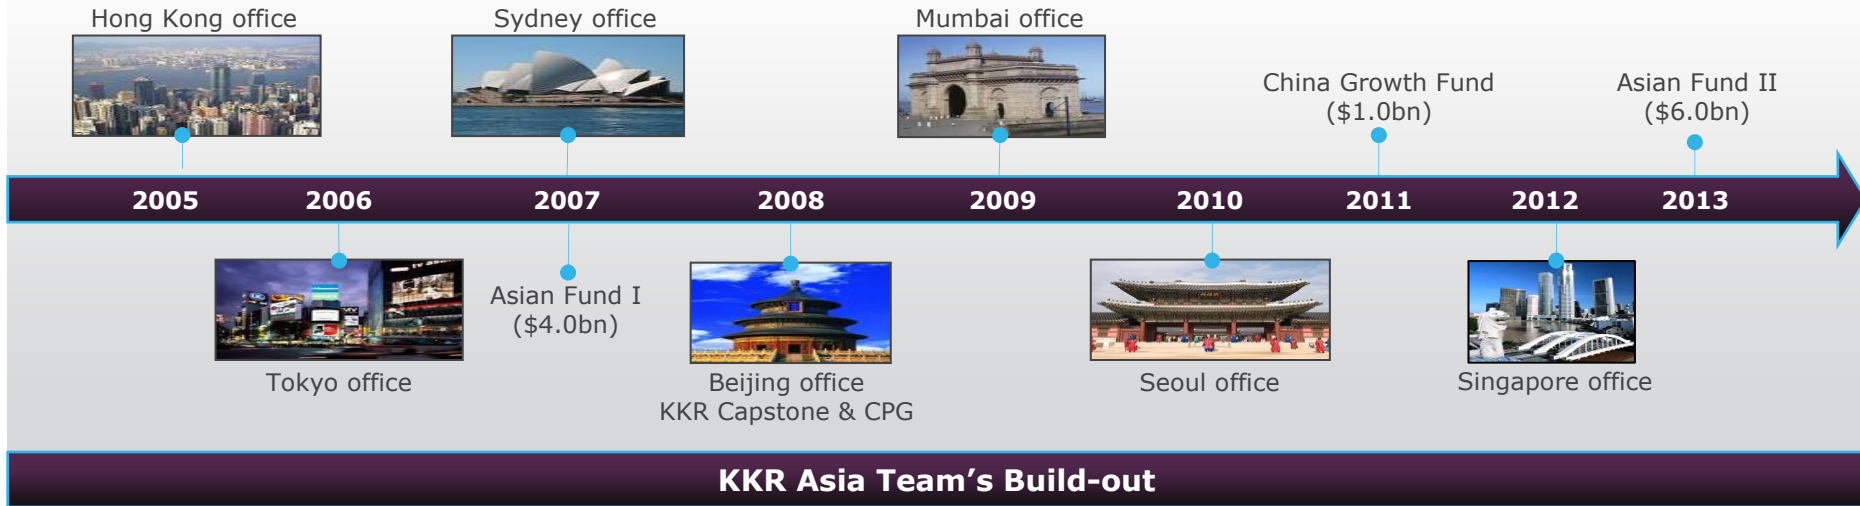 Hong Kong office
Sydney office
Mumbai office
China Growth Fund
($1.0bn)
Asian Fund II
($6.0bn)
2005
2006
2007
2008
2009
2010
2011
2012
2013
Tokyo office
Asian Fund I
($4.0bn)
Beijing office
KKR Capstone & CPG
Seoul office
Singapore office
KKR Asia Team’s Build-out